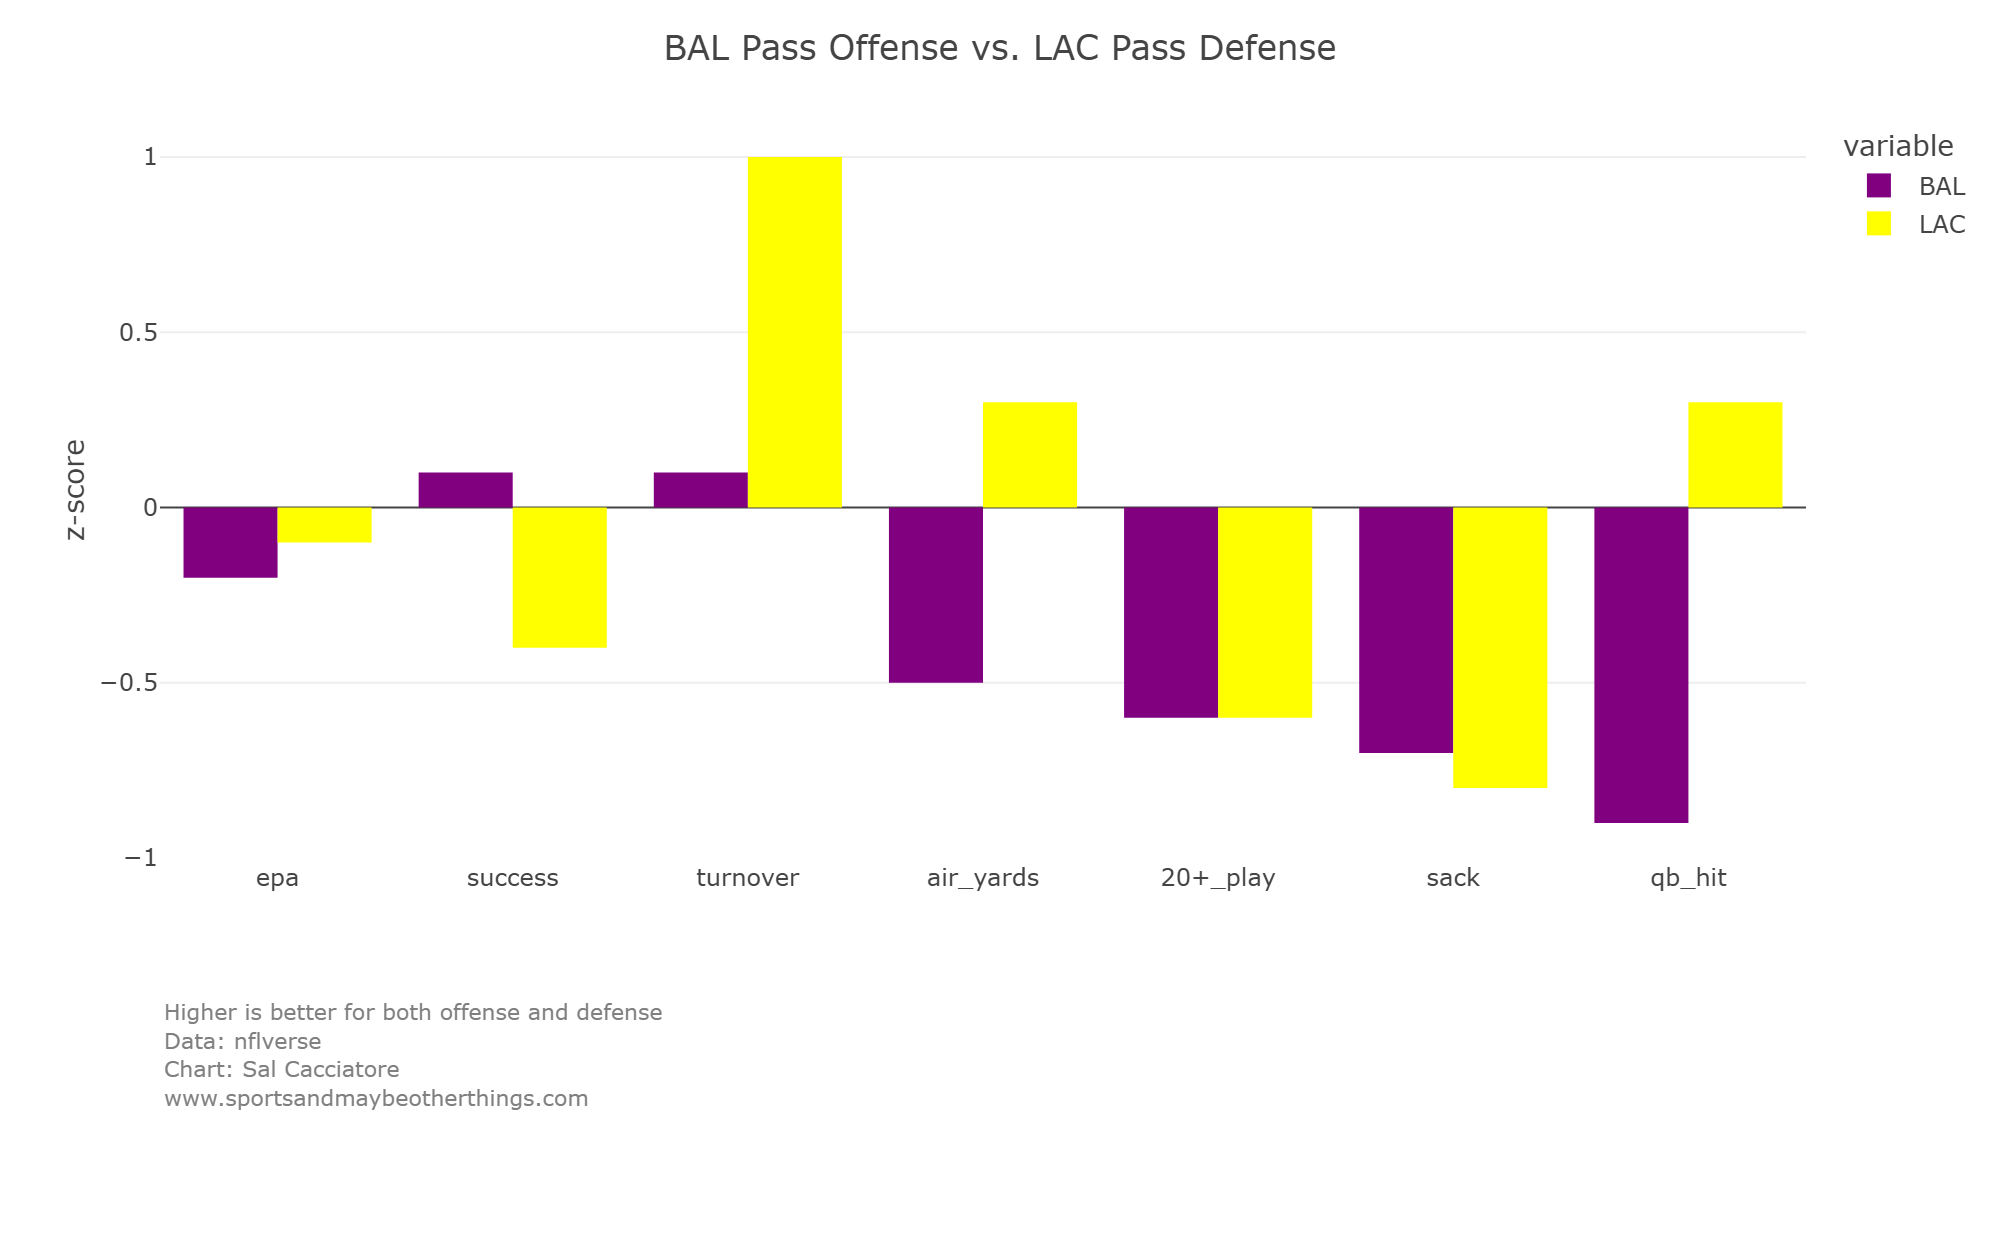 BAL Pass Offense vs. LAC Pass Defense
variable
BAL
LAC
1
0.5
0
−0.5
−1
z-score
epa
success
turnover
air_yards
20+_play
sack
qb_hit
Higher is better for both offense and defense
Data: nflverse
Chart: Sal Cacciatore
www.sportsandmaybeotherthings.com